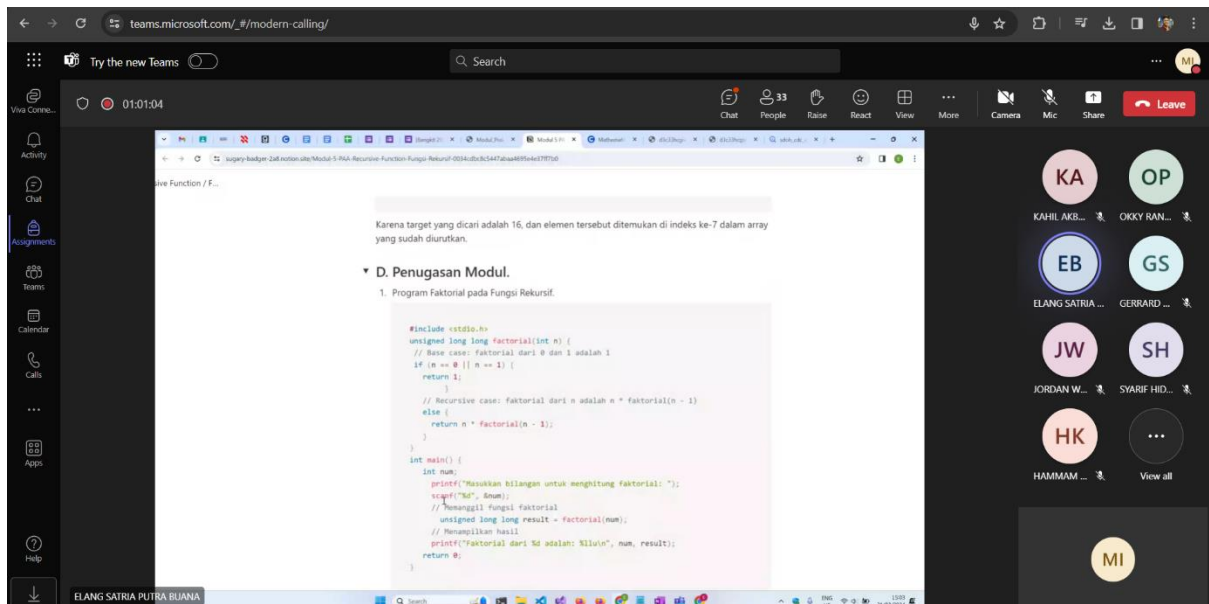 teams.microsoft.com/_#/modern-calling/
Try the new Teams
Search
MI
Viva Conne...
Activity
Chat
Assignments
Teams
Calendar
Calls
Apps
Help
01:01:04
Chat
33
People
Raise
React
View
More
Camera
Mic
Share
Leave
sive Function / F...
Karena target yang dicari adalah 16, dan elemen tersebut ditemukan di indeks ke-7 dalam array
yang sudah diurutkan.
D. Penugasan Modul.
1. Program Faktorial pada Fungsi Rekursif.
#include <stdio.h>
unsigned long long factorial(int n) {
// Base case: faktorial dari 0 dan 1 adalah 1
if (n == 0 || n == 1) {
return 1;
}
// Recursive case: faktorial dari n adalah n * faktorial(n - 1)
else {
return n * factorial(n - 1);
}
}
int main() {
int num;
printf("Masukkan bilangan untuk menghitung faktorial: ");
scanf("%d", &num);
// Memanggil fungsi faktorial
unsigned long long result = factorial(num);
// Menampilkan hasil
printf("Faktorial dari %d adalah: %llu\n", num, result);
return 0;
}
Search
ENG
15:03
ELANG SATRIA PUTRA BUANA
KA
KAHIL AKB...
OP
OKKY RAN...
EB
ELANG SATRIA ...
GS
GERRARD ...
JW
JORDAN W...
SH
SYARIF HID...
HK
HAMMAM ...
View all
MI